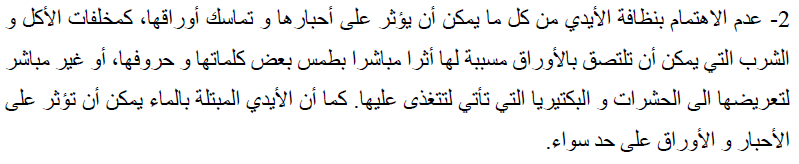 2- عدم الاهتمام بنظافة الأيدي من كل ما يمكن أن يؤثر على أحبارها و تماسك أوراقها، كمخلفات الأكل و
الشرب التي يمكن أن تلتصق بالأوراق مسببة لها أثرا مباشرا بطمس بعض كلماتها و حروفها، أو غير مباشر
لتعريضها الى الحشرات و البكتيريا التي تأتي لتتغذى عليها. كما أن الأيدي المبتلة بالماء يمكن أن تؤثر على
الأحبار و الأوراق على حد سواء.